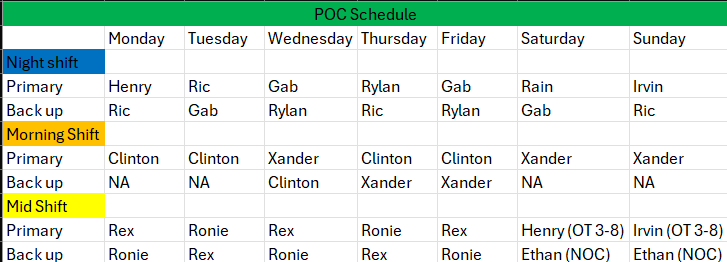 POC Schedule
Monday Tuesday Wednesday Thursday Friday Saturday Sunday
Night shift
Primary Henry Ric Gab Rylan Gab Rain Irvin
Back up Ric Gab Rylan Ric Rylan Gab Ric
Morning Shift
Primary Clinton Clinton Xander Clinton Clinton Xander Xander
Back up NA NA Clinton Xander Xander NA NA
Mid Shift
Primary Rex Ronie Rex Ronie Rex Henry (OT 3-8) Irvin (OT 3-8)
Back up Ronie Rex Ronie Rex Ronie Ethan (NOC) Ethan (NOC)